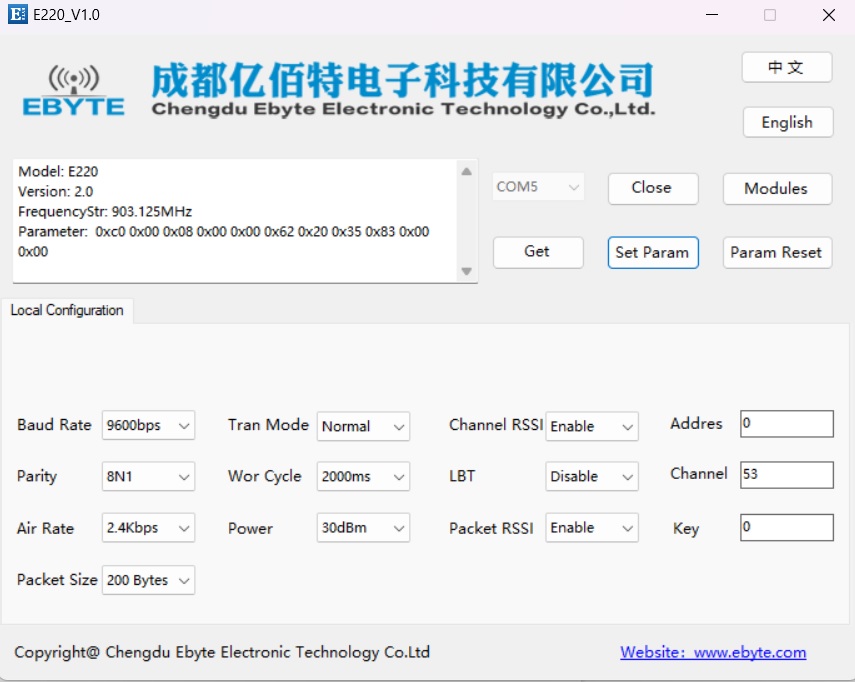 E220_V1.0
EBYTE
成都亿佰特电子科技有限公司
Chengdu Ebyte Electronic Technology Co.,Ltd.
中文
English
Model: E220
Version: 2.0
FrequencyStr: 903.125MHz
Parameter:  0xc0 0x00 0x08 0x00 0x00 0x62 0x20 0x35 0x83 0x00
0x00
COM5 Close Modules
Get Set Param Param Reset
Local Configuration
Baud Rate 9600bps Tran Mode Normal Channel RSSI Enable Addres 0
Parity 8N1 Wor Cycle 2000ms LBT Disable Channel 53
Air Rate 2.4Kbps Power 30dBm Packet RSSI Enable Key 0
Packet Size 200 Bytes
Copyright@ Chengdu Ebyte Electronic Technology Co.Ltd Website：www.ebyte.com